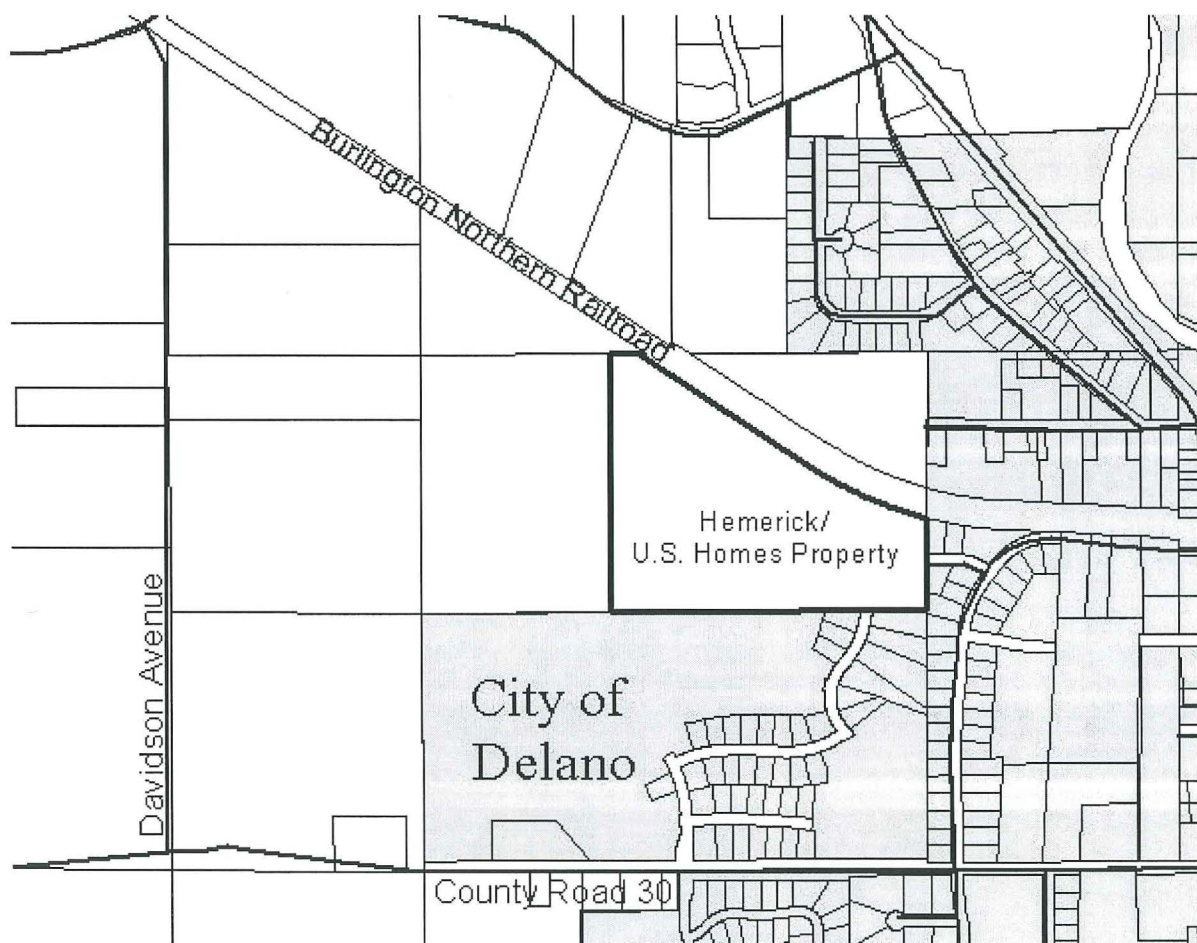 Burlington Northern Railroad
Hemerick/
U.S. Homes Property
Davidson Avenue
City of
Delano
County Road 30